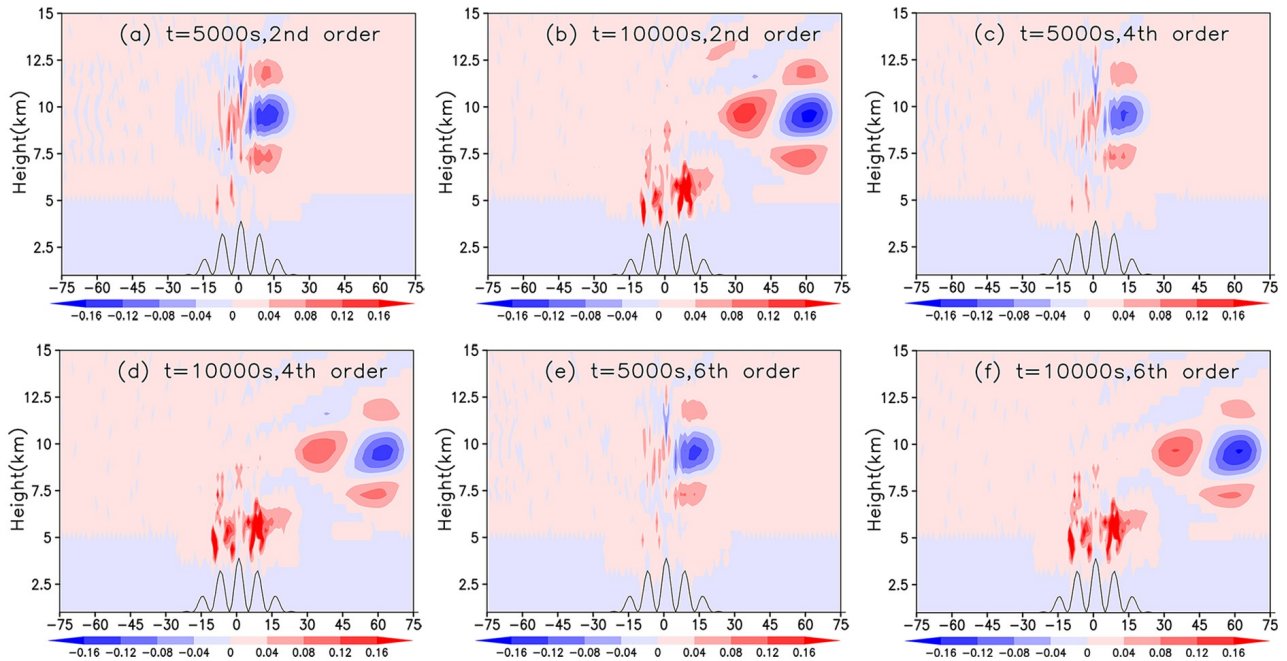 (a) t=5000s,2nd order
Height(km)
15
12.5
10
7.5
5
2.5
−75 −60 −45 −30 −15 0 15 30 45 60 75
−0.16 −0.12 −0.08 −0.04 0 0.04 0.08 0.12 0.16
(b) t=10000s,2nd order
Height(km)
15
12.5
10
7.5
5
2.5
−75 −60 −45 −30 −15 0 15 30 45 60 75
−0.16 −0.12 −0.08 −0.04 0 0.04 0.08 0.12 0.16
(c) t=5000s,4th order
Height(km)
15
12.5
10
7.5
5
2.5
−75 −60 −45 −30 −15 0 15 30 45 60 75
−0.16 −0.12 −0.08 −0.04 0 0.04 0.08 0.12 0.16
(d) t=10000s,4th order
Height(km)
15
12.5
10
7.5
5
2.5
−75 −60 −45 −30 −15 0 15 30 45 60 75
−0.16 −0.12 −0.08 −0.04 0 0.04 0.08 0.12 0.16
(e) t=5000s,6th order
Height(km)
15
12.5
10
7.5
5
2.5
−75 −60 −45 −30 −15 0 15 30 45 60 75
−0.16 −0.12 −0.08 −0.04 0 0.04 0.08 0.12 0.16
(f) t=10000s,6th order
Height(km)
15
12.5
10
7.5
5
2.5
−75 −60 −45 −30 −15 0 15 30 45 60 75
−0.16 −0.12 −0.08 −0.04 0 0.04 0.08 0.12 0.16